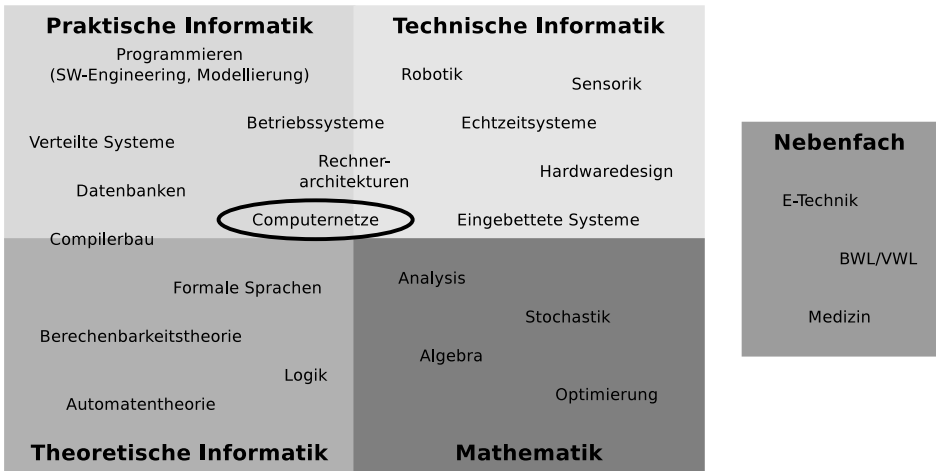 Praktische Informatik
Programmieren
(SW-Engineering, Modellierung)
Betriebssysteme
Verteilte Systeme
Rechner-
architekturen
Datenbanken
Computernetze
Compilerbau
Technische Informatik
Robotik
Sensorik
Echtzeitsysteme
Hardwaredesign
Eingebettete Systeme
Formale Sprachen
Berechenbarkeitstheorie
Logik
Automatentheorie
Theoretische Informatik
Analysis
Stochastik
Algebra
Optimierung
Mathematik
Nebenfach
E-Technik
BWL/VWL
Medizin